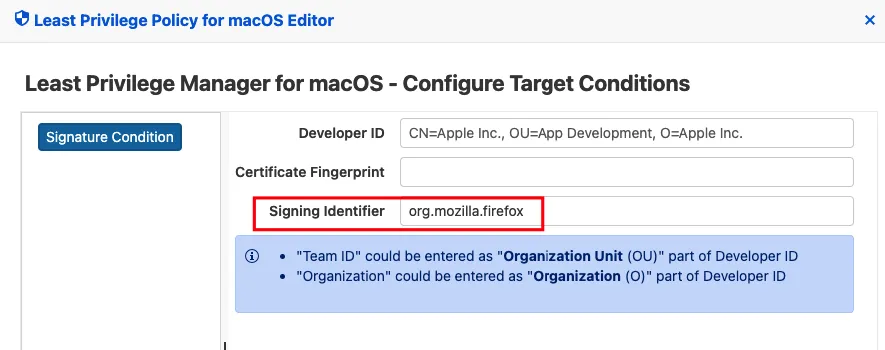 Least Privilege Policy for macOS Editor
×
Least Privilege Manager for macOS - Configure Target Conditions
Signature Condition
Developer ID
CN=Apple Inc., OU=App Development, O=Apple Inc.
Certificate Fingerprint
Signing Identifier
org.mozilla.firefox
• "Team ID" could be entered as "Organization Unit (OU)" part of Developer ID
• "Organization" could be entered as "Organization (O)" part of Developer ID